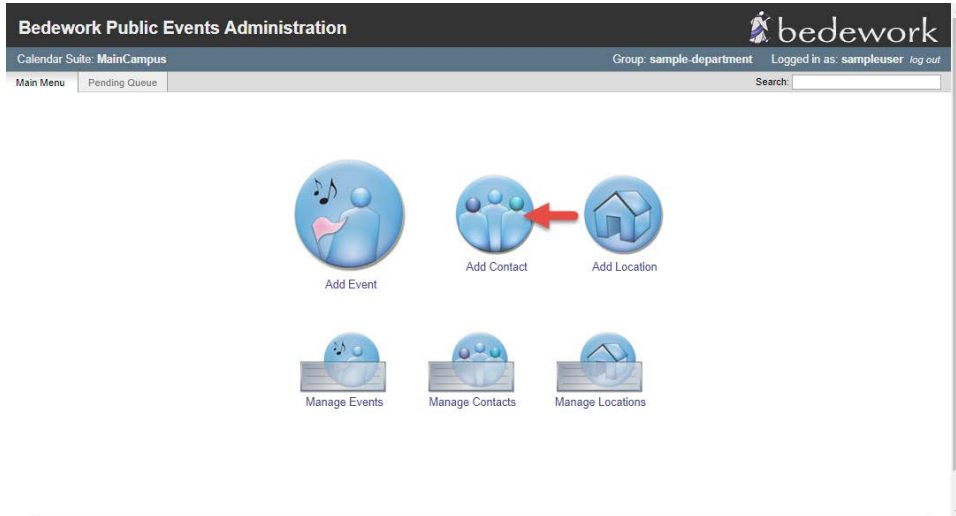 Bedework Public Events Administration
bedework
Calendar Suite: MainCampus
Group: sample-department Logged in as: sampleuser log out
Main Menu Pending Queue Search:
Add Event
Add Contact
Add Location
Manage Events
Manage Contacts
Manage Locations